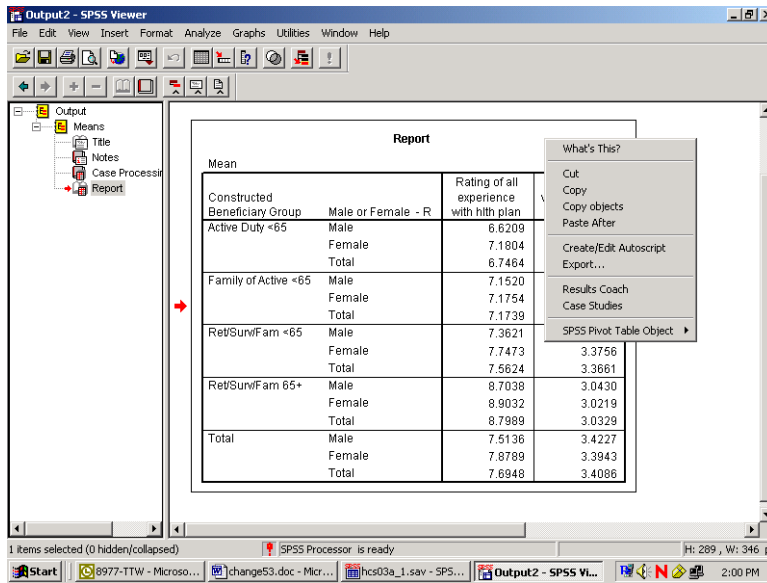 Output2 - SPSS Viewer
File Edit View Insert Format Analyze Graphs Utilities Window Help
Output
Means
Title
Notes
Case Processin
Report
Report
Mean
Constructed Beneficiary Group
Male or Female - R
Rating of all experience with hlth plan
Active Duty <65 Male 6.6209
Female 7.1804
Total 6.7464
Family of Active <65 Male 7.1520
Female 7.1754
Total 7.1739
Ret/Surv/Fam <65 Male 7.3621
Female 7.7473 3.3756
Total 7.5624 3.3661
Ret/Surv/Fam 65+ Male 8.7038 3.0430
Female 8.9032 3.0219
Total 8.7989 3.0329
Total Male 7.5136 3.4227
Female 7.8789 3.3943
Total 7.6948 3.4086
What's This?
Cut
Copy
Copy objects
Paste After
Create/Edit Autoscript
Export...
Results Coach
Case Studies
SPSS Pivot Table Object
1 items selected (0 hidden/collapsed) SPSS Processor is ready H: 289 , W: 346
Start 8977-TTW - Microso... change53.doc - Micr... hcs03a_1.sav - SPS... Output2 - SPSS Vi... N 2:00 PM